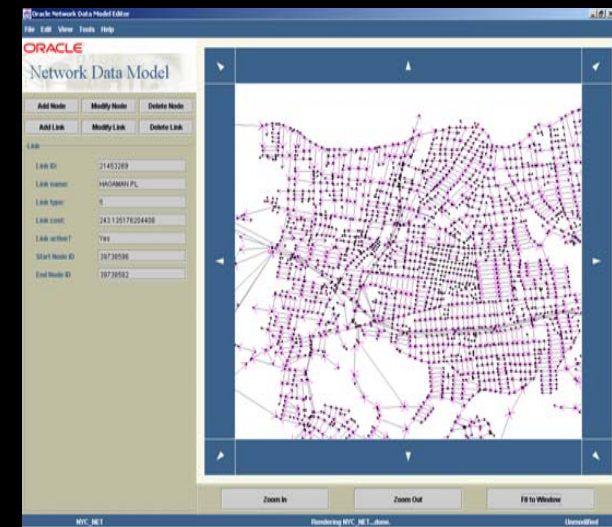 Oracle Network Data Model Editor
File Edit View Tools Help
ORACLE
Network Data Model
Add Node Modify Node Delete Node
Add Link Modify Link Delete Link
Link
Link ID: 21453269
Link name: HAGAMAN PL
Link type: 5
Link cost: 243.135176204408
Link active? Yes
Start Node ID 39738596
End Node ID 39738582
Zoom In Zoom Out Fit to Window
NYC_NET Rendering NYC_NET...done. Unmodified